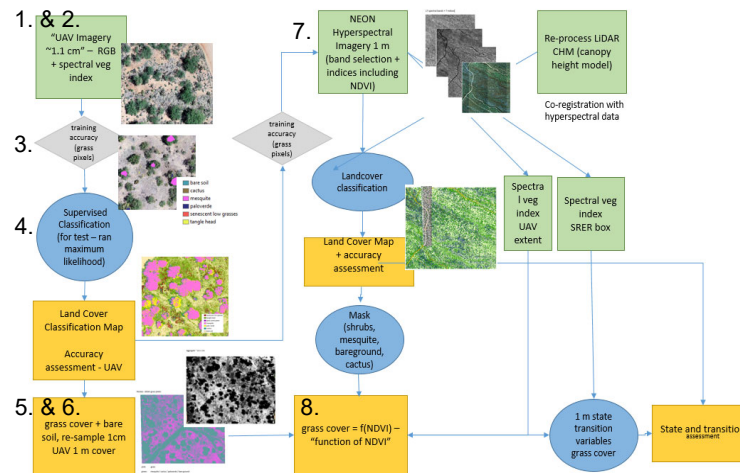 1. & 2.
"UAV Imagery
~1.1 cm" – RGB
+ spectral veg
index
3.
training
accuracy
(grass
pixels)
bare soil
cactus
mesquite
paloverde
senescent low grasses
tangle head
4.
Supervised
Classification
(for test – ran
maximum
likelihood)
Land Cover
Classification Map
Accuracy
assessment - UAV
5. & 6.
grass cover + bare
soil, re-sample 1cm
UAV 1 m cover
7.
NEON
Hyperspectral
Imagery 1 m
(band selection +
indices including
NDVI)
training
accuracy
(grass
pixels)
Re-process LiDAR
CHM (canopy
height model)
Co-registration with
hyperspectral data
Landcover
classification
Land Cover Map
+ accuracy
assessment
Spectra
l veg
index
UAV
extent
Spectral veg
index
SRER box
Mask
(shrubs,
mesquite,
bareground,
cactus)
8.
grass cover = f(NDVI) –
"function of NDVI"
1 m state
transition
variables
grass cover
State and transition
assessment